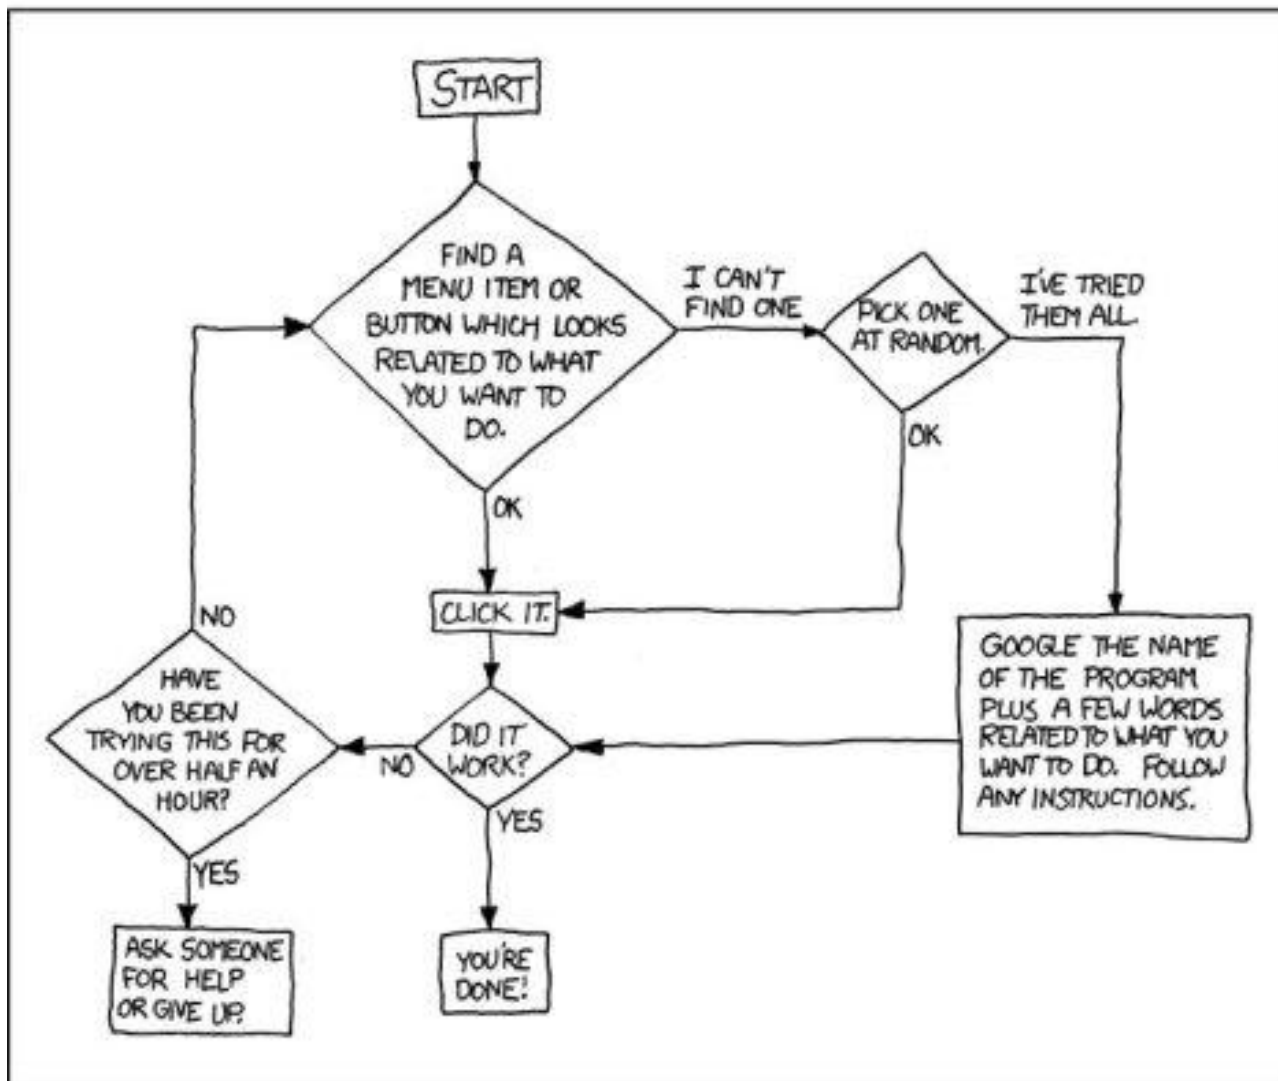 START
FIND A
MENU ITEM OR
BUTTON WHICH LOOKS
RELATED TO WHAT
YOU WANT TO
DO.
I CAN'T
FIND ONE
PICK ONE
AT RANDOM.
I'VE TRIED
THEM ALL.
OK
OK
CLICK IT.
NO
HAVE
YOU BEEN
TRYING THIS FOR
OVER HALF AN
HOUR?
NO
DID IT
WORK?
GOOGLE THE NAME
OF THE PROGRAM
PLUS A FEW WORDS
RELATED TO WHAT YOU
WANT TO DO. FOLLOW
ANY INSTRUCTIONS.
YES
YES
ASK SOMEONE
FOR HELP
OR GIVE UP.
YOU'RE
DONE!